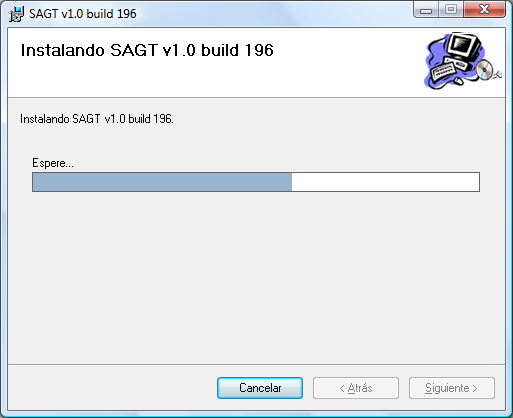 SAGT v1.0 build 196
Instalando SAGT v1.0 build 196
Instalando SAGT v1.0 build 196.
Espere...
Cancelar
< Atrás
Siguiente >